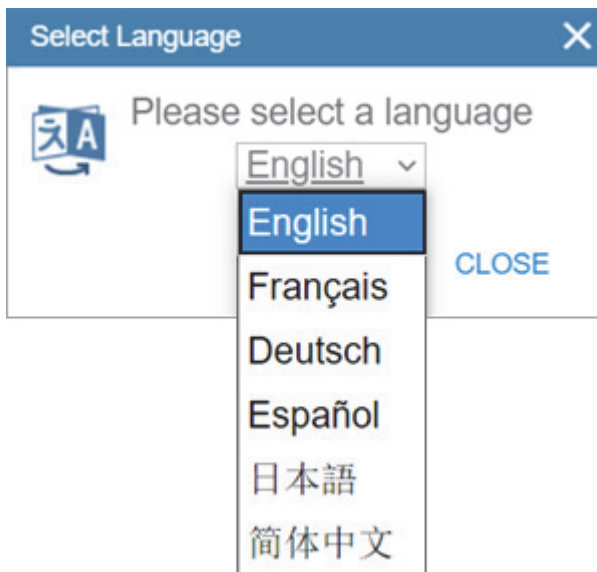 Select Language
Please select a language
English
English
CLOSE
Français
Deutsch
Español
日本語
简体中文